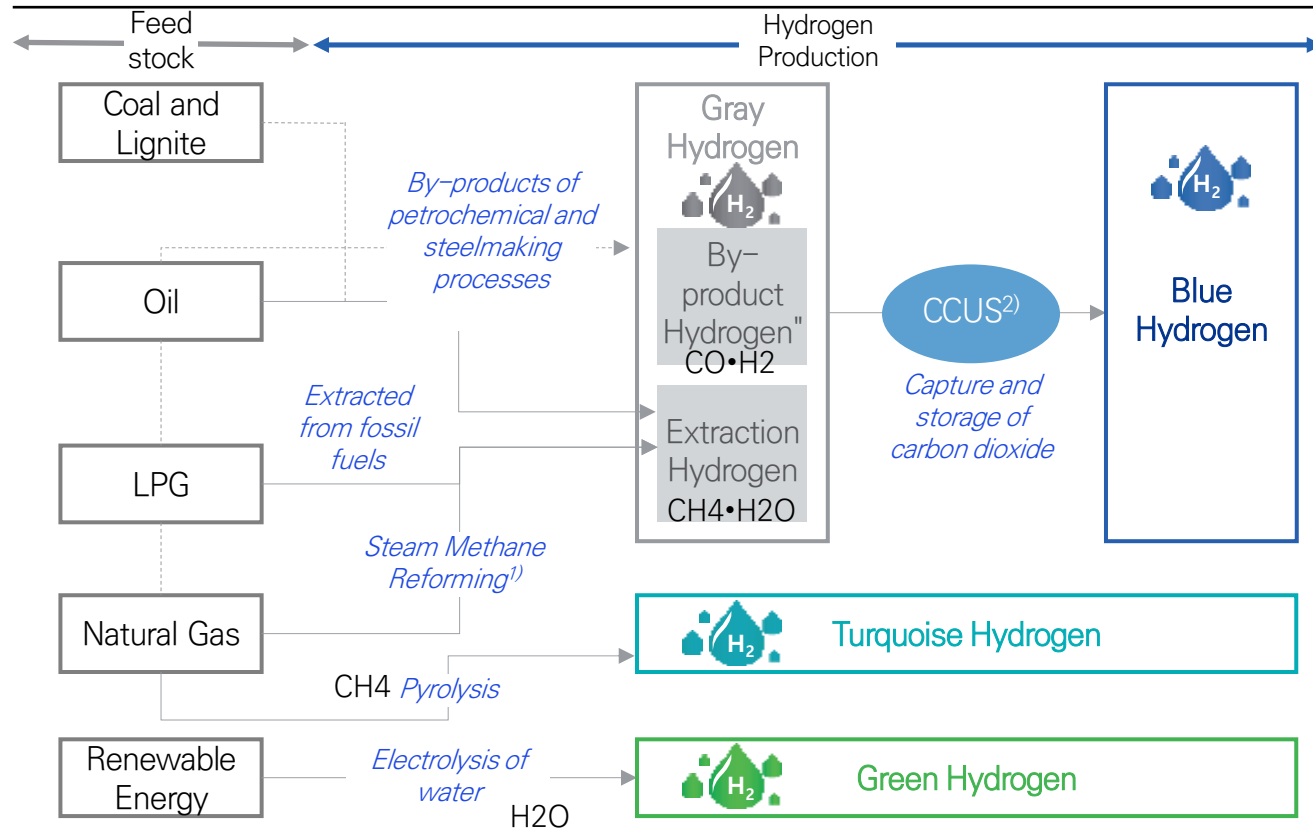 Feed
stock
Hydrogen
Production
Coal and
Lignite
Oil
LPG
Natural Gas
Renewable
Energy
By-products of
petrochemical and
steelmaking
processes
Extracted
from fossil
fuels
Steam Methane
Reforming1)
CH4 Pyrolysis
Electrolysis of
water
H2O
Gray
Hydrogen
H2
By-
product
Hydrogen"
CO•H2
Extraction
Hydrogen
CH4•H2O
CCUS2)
Capture and
storage of
carbon dioxide
H2
Blue
Hydrogen
H2
Turquoise Hydrogen
H2
Green Hydrogen